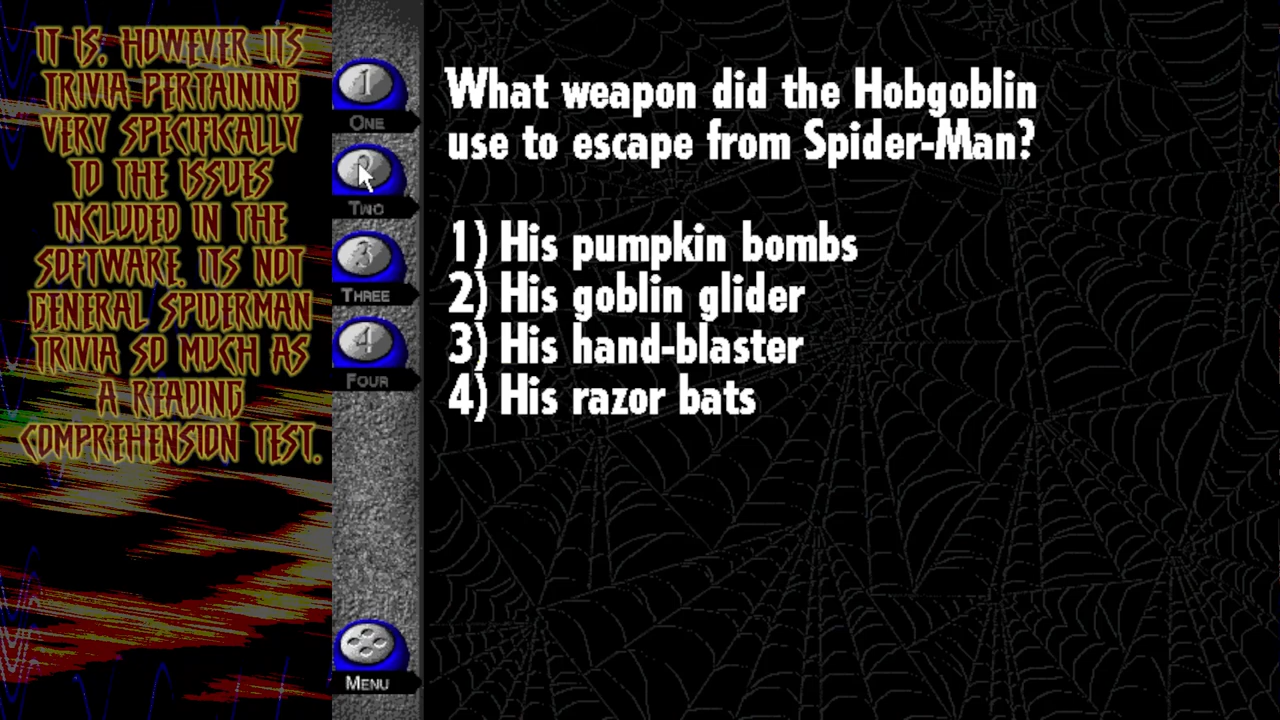 IT IS. HOWEVER ITS
TRIVIA PERTAINING
VERY SPECIFICALLY
TO THE ISSUES
INCLUDED IN THE
SOFTWARE. ITS NOT
GENERAL SPIDERMAN
TRIVIA SO MUCH AS
A READING
COMPREHENSION TEST.
1
ONE
2
TWO
3
THREE
4
FOUR
MENU
What weapon did the Hobgoblin
use to escape from Spider-Man?
1) His pumpkin bombs
2) His goblin glider
3) His hand-blaster
4) His razor bats